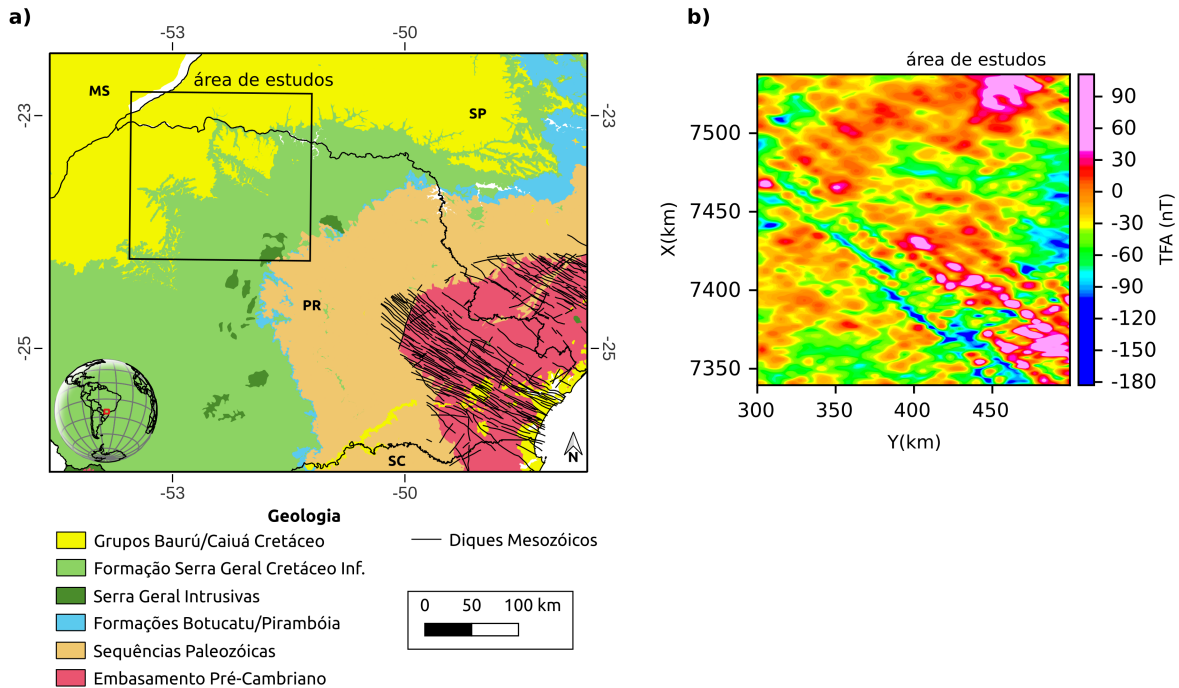 a)
-53
-50
área de estudos
MS
SP
-23
-23
PR
-25
-25
SC
N
-53
-50
Geologia
Grupos Baurú/Caiuá Cretáceo
Formação Serra Geral Cretáceo Inf.
Serra Geral Intrusivas
Formações Botucatu/Pirambóia
Sequências Paleozóicas
Embasamento Pré-Cambriano
Diques Mesozóicos
0 50 100 km
b)
área de estudos
X(km)
7500
7450
7400
7350
300 350 400 450
Y(km)
90
60
30
0
-30
-60
-90
-120
-150
-180
TFA (nT)